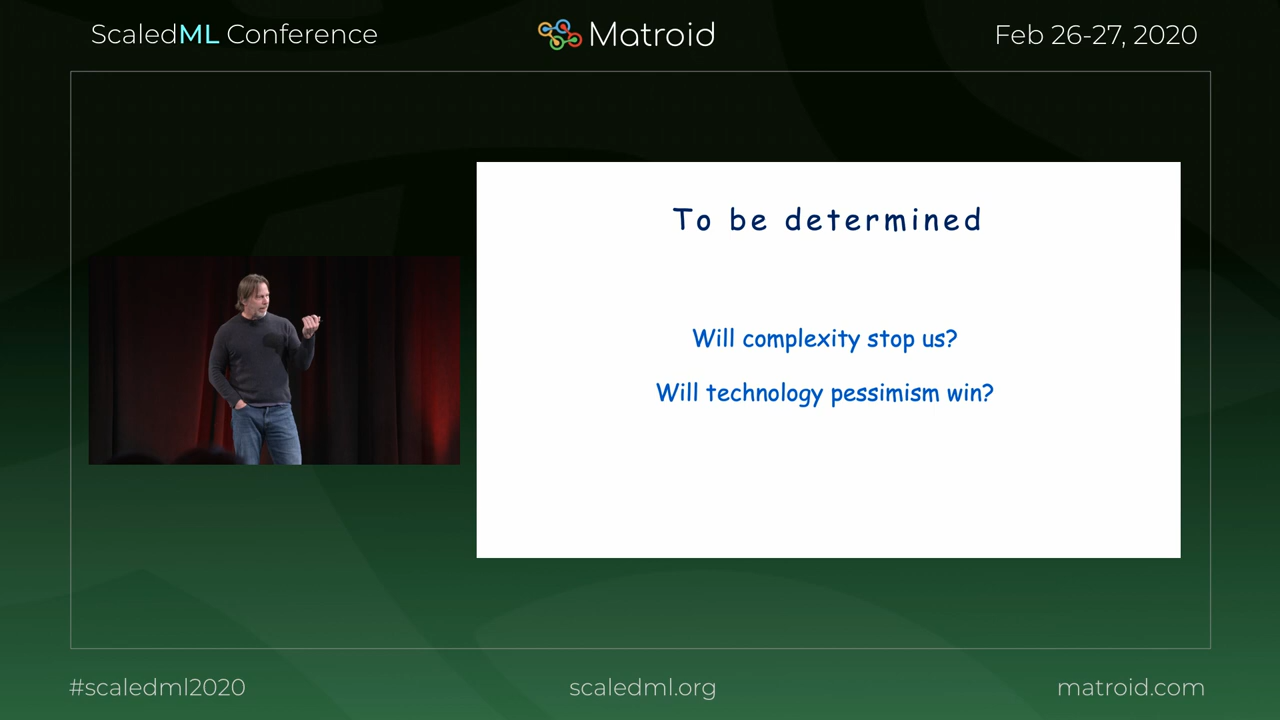 ScaledML Conference
Matroid
Feb 26-27, 2020
To be determined
Will complexity stop us?
Will technology pessimism win?
#scaledml2020
scaledml.org
matroid.com